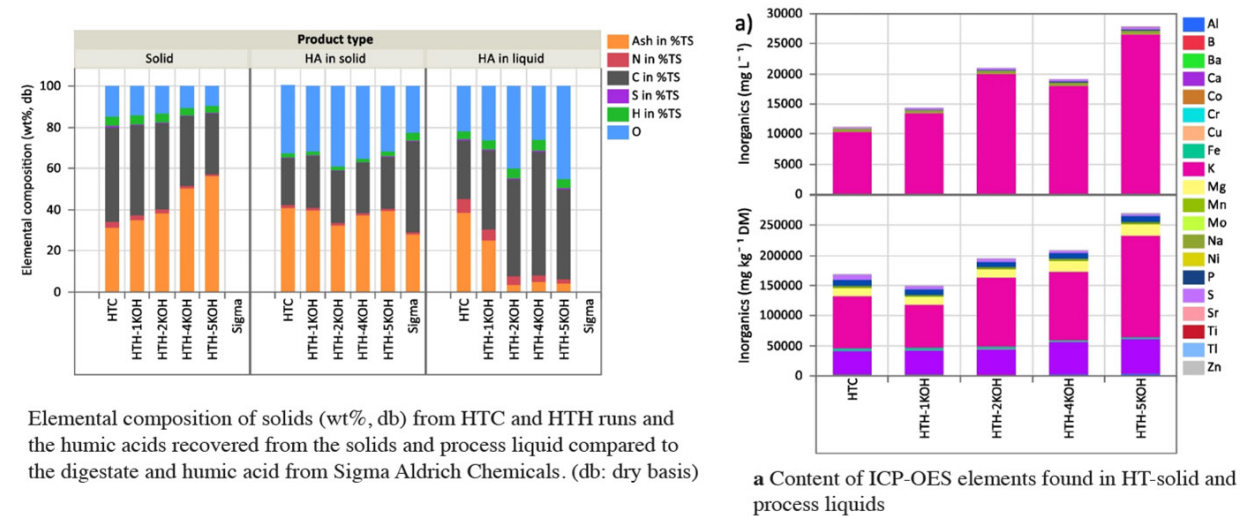 Product type
Solid
HA in solid
HA in liquid
Elemental composition (wt%, db)
100
80
60
40
20
0
HTC
HTH-1KOH
HTH-2KOH
HTH-4KOH
HTH-5KOH
Sigma
HTC
HTH-1KOH
HTH-2KOH
HTH-4KOH
HTH-5KOH
Sigma
HTC
HTH-1KOH
HTH-2KOH
HTH-4KOH
HTH-5KOH
Sigma
Ash in %TS
N in %TS
C in %TS
S in %TS
H in %TS
O
Elemental composition of solids (wt%, db) from HTC and HTH runs and
the humic acids recovered from the solids and process liquid compared to
the digestate and humic acid from Sigma Aldrich Chemicals. (db: dry basis)
a)
Inorganics (mg L⁻¹)
30000
25000
20000
15000
10000
5000
0
Inorganics (mg kg⁻¹ DM)
250000
200000
150000
100000
50000
0
HTC
HTH-1KOH
HTH-2KOH
HTH-4KOH
HTH-5KOH
Al
B
Ba
Ca
Co
Cr
Cu
Fe
K
Mg
Mn
Mo
Na
Ni
P
S
Sr
Ti
Tl
Zn
a Content of ICP-OES elements found in HT-solid and
process liquids